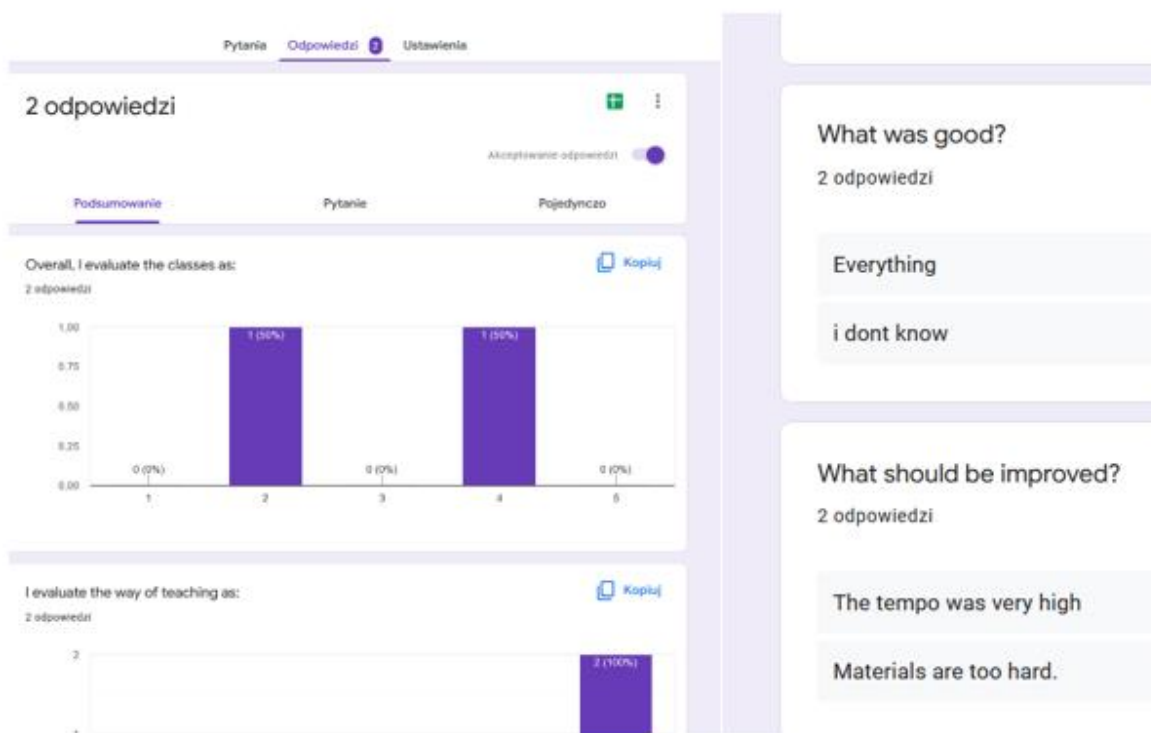 Pytania Odpowiedzi 2 Ustawienia
2 odpowiedzi
Akceptowanie odpowiedzi
Podsumowanie Pytanie Pojedynczo
Overall, I evaluate the classes as:
Kopiuj
2 odpowiedzi
1,00
1 (50%) 1 (50%)
0,75
0,50
0,25
0 (0%) 0 (0%) 0 (0%)
0,00
1 2 3 4 5
I evaluate the way of teaching as:
Kopiuj
2 odpowiedzi
2
2 (100%)
What was good?
2 odpowiedzi
Everything
i dont know
What should be improved?
2 odpowiedzi
The tempo was very high
Materials are too hard.